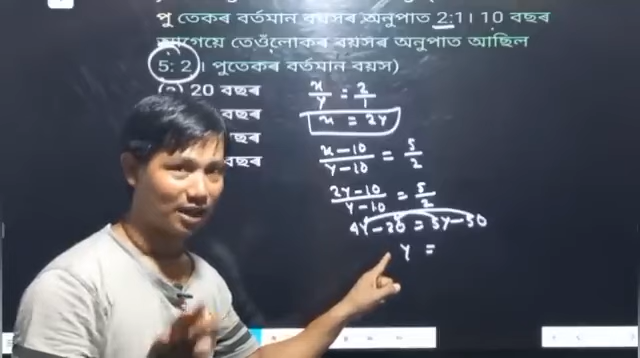 পুতেকৰ বৰ্তমান বয়সৰ অনুপাত 2:1। 10 বছৰ
আগেয়ে তেওঁলোকৰ বয়সৰ অনুপাত আছিল
5: 2। পুতেকৰ বৰ্তমান বয়স)
(a) 20 বছৰ
বছৰ
বছৰ
বছৰ
x/y = 2/1
x = 2y
x-10/y-10 = 5/2
2y-10/y-10 = 5/2
4y-20 = 5y-50
y =